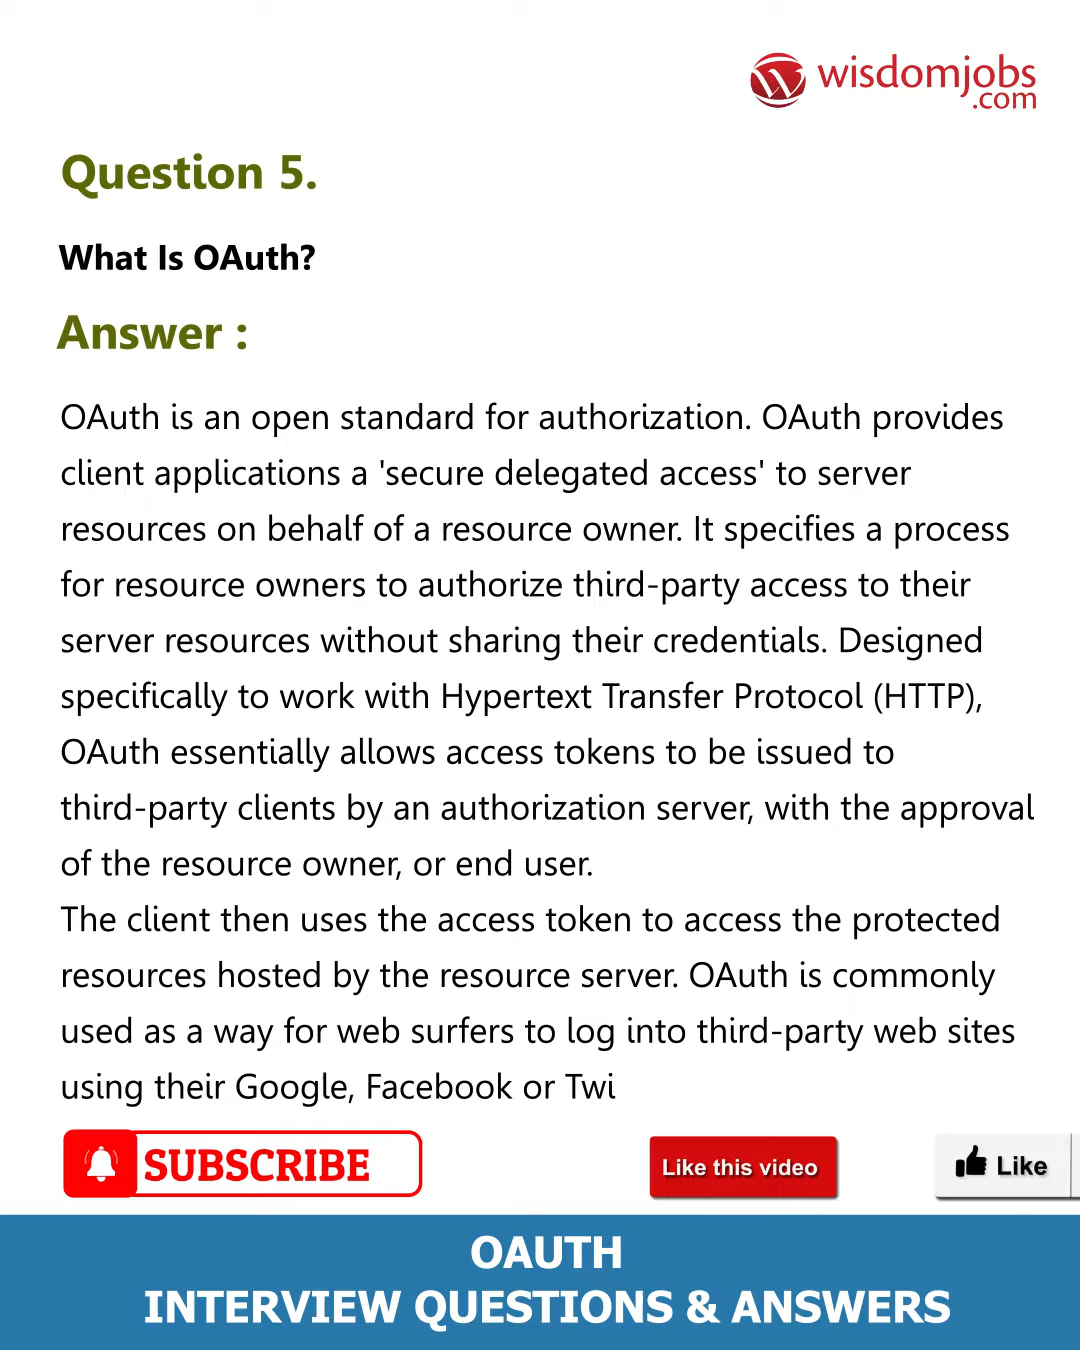 wisdomjobs
.com
Question 5.
What Is OAuth?
Answer :
OAuth is an open standard for authorization. OAuth provides
client applications a 'secure delegated access' to server
resources on behalf of a resource owner. It specifies a process
for resource owners to authorize third-party access to their
server resources without sharing their credentials. Designed
specifically to work with Hypertext Transfer Protocol (HTTP),
OAuth essentially allows access tokens to be issued to
third-party clients by an authorization server, with the approval
of the resource owner, or end user.
The client then uses the access token to access the protected
resources hosted by the resource server. OAuth is commonly
used as a way for web surfers to log into third-party web sites
using their Google, Facebook or Twi
SUBSCRIBE
Like this video
Like
OAUTH
INTERVIEW QUESTIONS & ANSWERS